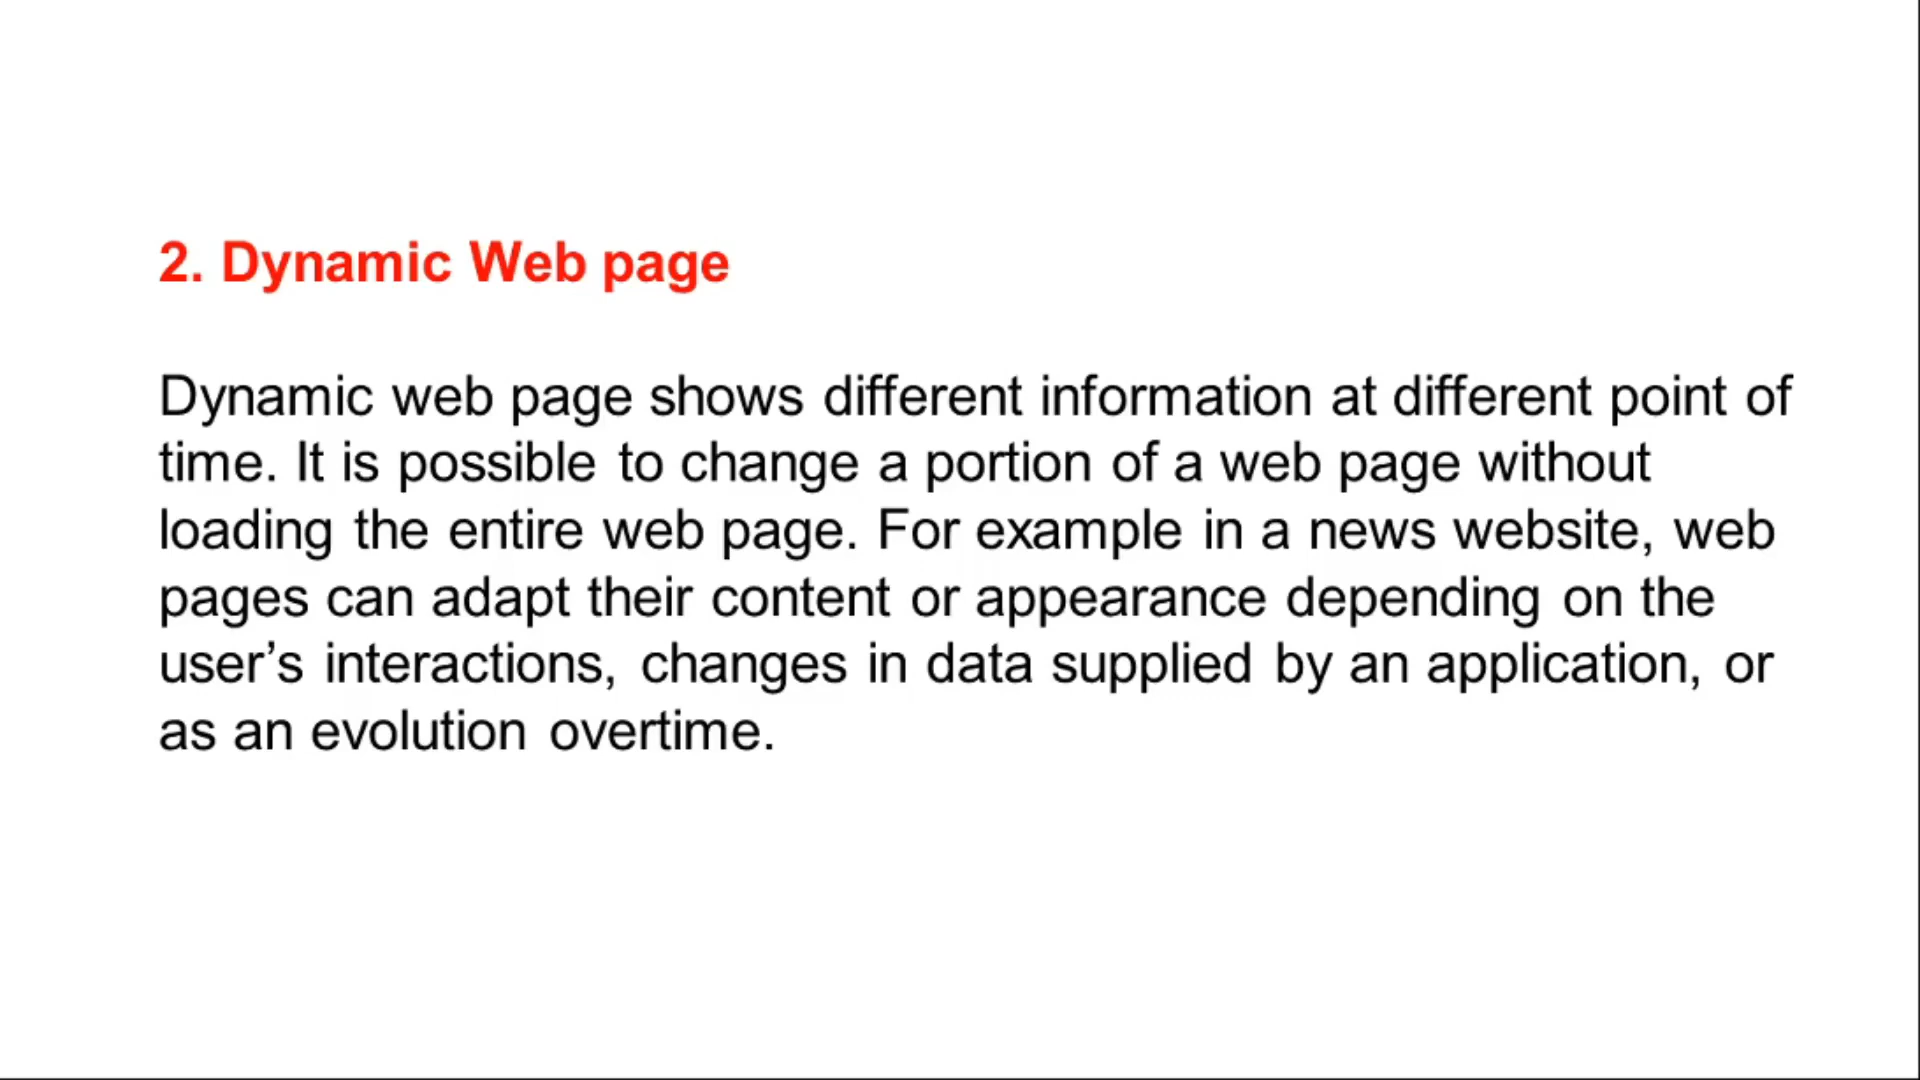 2. Dynamic Web page
Dynamic web page shows different information at different point of
time. It is possible to change a portion of a web page without
loading the entire web page. For example in a news website, web
pages can adapt their content or appearance depending on the
user’s interactions, changes in data supplied by an application, or
as an evolution overtime.